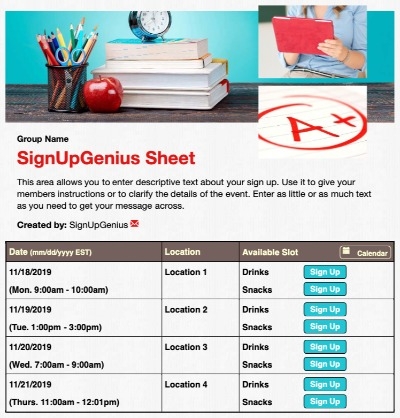 A+
Group Name
SignUpGenius Sheet
This area allows you to enter descriptive text about your sign up. Use it to give your
members instructions or to clarify the details of the event. Enter as little or as much text
as you need to get your message across.
Created by: SignUpGenius
Date (mm/dd/yyyy EST) Location Available Slot Calendar
11/18/2019 Location 1 Drinks Sign Up
(Mon. 9:00am - 10:00am) Snacks Sign Up
11/19/2019 Location 2 Drinks Sign Up
(Tue. 1:00pm - 3:00pm) Snacks Sign Up
11/20/2019 Location 3 Drinks Sign Up
(Wed. 7:00am - 9:00am) Snacks Sign Up
11/21/2019 Location 4 Drinks Sign Up
(Thurs. 11:00am - 12:01pm) Snacks Sign Up